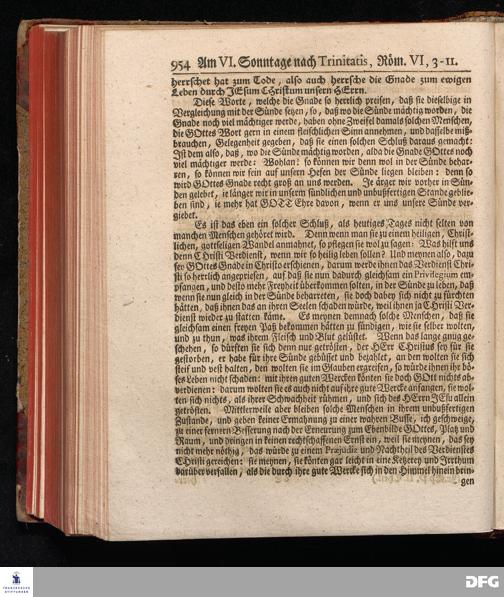 954 Am VI. Sonntage nach Trinitatis, Röm. VI, 3-11.
herrschet hat zum Tode, also auch herrsche die Gnade zum ewigen
Leben durch JEsum CHristum unsern HErrn.
Diese Worte, welche die Gnade so herrlich preisen, daß sie dieselbige in
Vergleichung mit der Sünde setzen, so, daß wo die Sünde mächtig worden, die
Gnade noch viel mächtiger werde, haben ohne Zweiffel damals solchen Menschen,
die GOttes Wort gern in einem fleischlichen Sinn annehmen, und dasselbe miß-
brauchen, Gelegenheit gegeben, daß sie einen solchen Schluß daraus gemacht:
Ist dem also, daß, wo die Sünde mächtig worden, alda die Gnade GOttes noch
viel mächtiger werde: Wohlan! so können wir denn wol in der Sünde behar-
ren, so können wir fein auf unsern Hefen der Sünde liegen bleiben: denn so
wird GOttes Gnade recht groß an uns werden. Je ärger wir vorher in Sün-
den gelebet, ie länger wir in unserm sündlichen und unbußfertigen Stande geblie-
ben sind, ie mehr hat GOTT Ehre davon, wenn er uns unsere Sünde ver-
giebet.
Es ist das eben ein solcher Schluß, als heutiges Tages nicht selten von
manchen Menschen gehöret wird. Denn wenn man sie zu einem heiligen, Christ-
lichen, gottseligen Wandel anmahnet, so pflegen sie wol zu sagen: Was hilft uns
denn Christi Verdienst, wenn wir so heilig leben sollen? Und meynen also, dazu
sey GOttes Gnade in Christo erschienen, darum werde ihnen das Verdienst Chri-
sti so herrlich angepriesen, auf daß sie nun dadurch gleichsam ein Privilegium em-
pfangen, und desto mehr Freyheit überkommen solten, in der Sünde zu leben, daß
wenn sie nun gleich in der Sünde beharreten, sie doch dabey sich nicht zu fürchten
hätten, daß ihnen das an ihren Seelen schaden würde, weil ihnen ja Christi Ver-
dienst wieder zu statten käme. Es meynen demnach solche Menschen, daß sie
gleichsam einen freyen Paß bekommen hätten zu sündigen, wie sie selber wolten,
und zu thun, was ihrem Fleisch und Blut gelüstet. Wenn das lange gnug ge-
schehen, so dürften sie sich denn nur getrösten, der HErr CHristus sey für sie
gestorben, er habe für ihre Sünde gebüsset und bezahlet, an den wolten sie sich
steif und vest halten, den wolten sie im Glauben ergreifen, so würde ihnen ihr bö-
ses Leben nicht schaden: mit ihren guten Wercken könten sie doch GOtt nichts ab-
verdienen: darum wolten sie es auch nicht auf ihre gute Wercke anfangen, sie wol-
ten sich nichts, als ihrer Schwachheit rühmen, und sich des HErrn JEsu allein
getrösten. Mittlerweile aber bleiben solche Menschen in ihrem unbußfertigen
Zustande, und geben keiner Ermahnung zu einer wahren Busse, ich geschweige,
zu einer fernern Besserung nach der Erneurung zum Ebenbilde GOttes, Platz und
Raum, und dringen in keinen rechtschaffenen Ernst ein, weil sie meynen, das sey
nicht mehr nöthig, das würde zu einem Præjudiz und Nachtheil des Verdienstes
CHristi gereichen: sie meynen, sie könten gar leicht in eine Ketzerey und Irrthum
darüber verfallen, als die durch ihre gute Wercke sich in den Himmel hinein brin-
gen
FRANCKESCHE
STIFTUNGEN
DFG